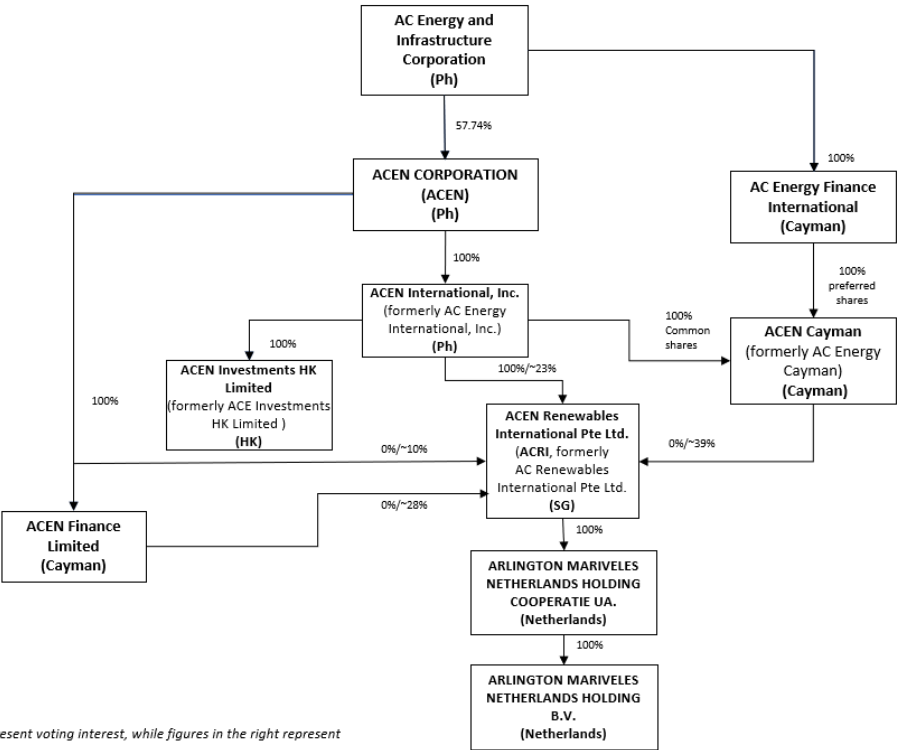 AC Energy and
Infrastructure
Corporation
(Ph)
57.74%
100%
ACEN CORPORATION
(ACEN)
(Ph)
AC Energy Finance
International
(Cayman)
100%
100%
preferred
shares
ACEN International, Inc.
(formerly AC Energy
International, Inc.)
(Ph)
100%
Common
shares
ACEN Cayman
(formerly AC Energy
Cayman)
(Cayman)
100%
100%/~23%
ACEN Investments HK
Limited
(formerly ACE Investments
HK Limited )
(HK)
100%
ACEN Renewables
International Pte Ltd.
(ACRI, formerly
AC Renewables
International Pte Ltd.
(SG)
0%/~10%
0%/~39%
0%/~28%
ACEN Finance
Limited
(Cayman)
100%
ARLINGTON MARIVELES
NETHERLANDS HOLDING
COOPERATIE UA.
(Netherlands)
100%
ARLINGTON MARIVELES
NETHERLANDS HOLDING
B.V.
(Netherlands)
voting interest, while figures in the right represent